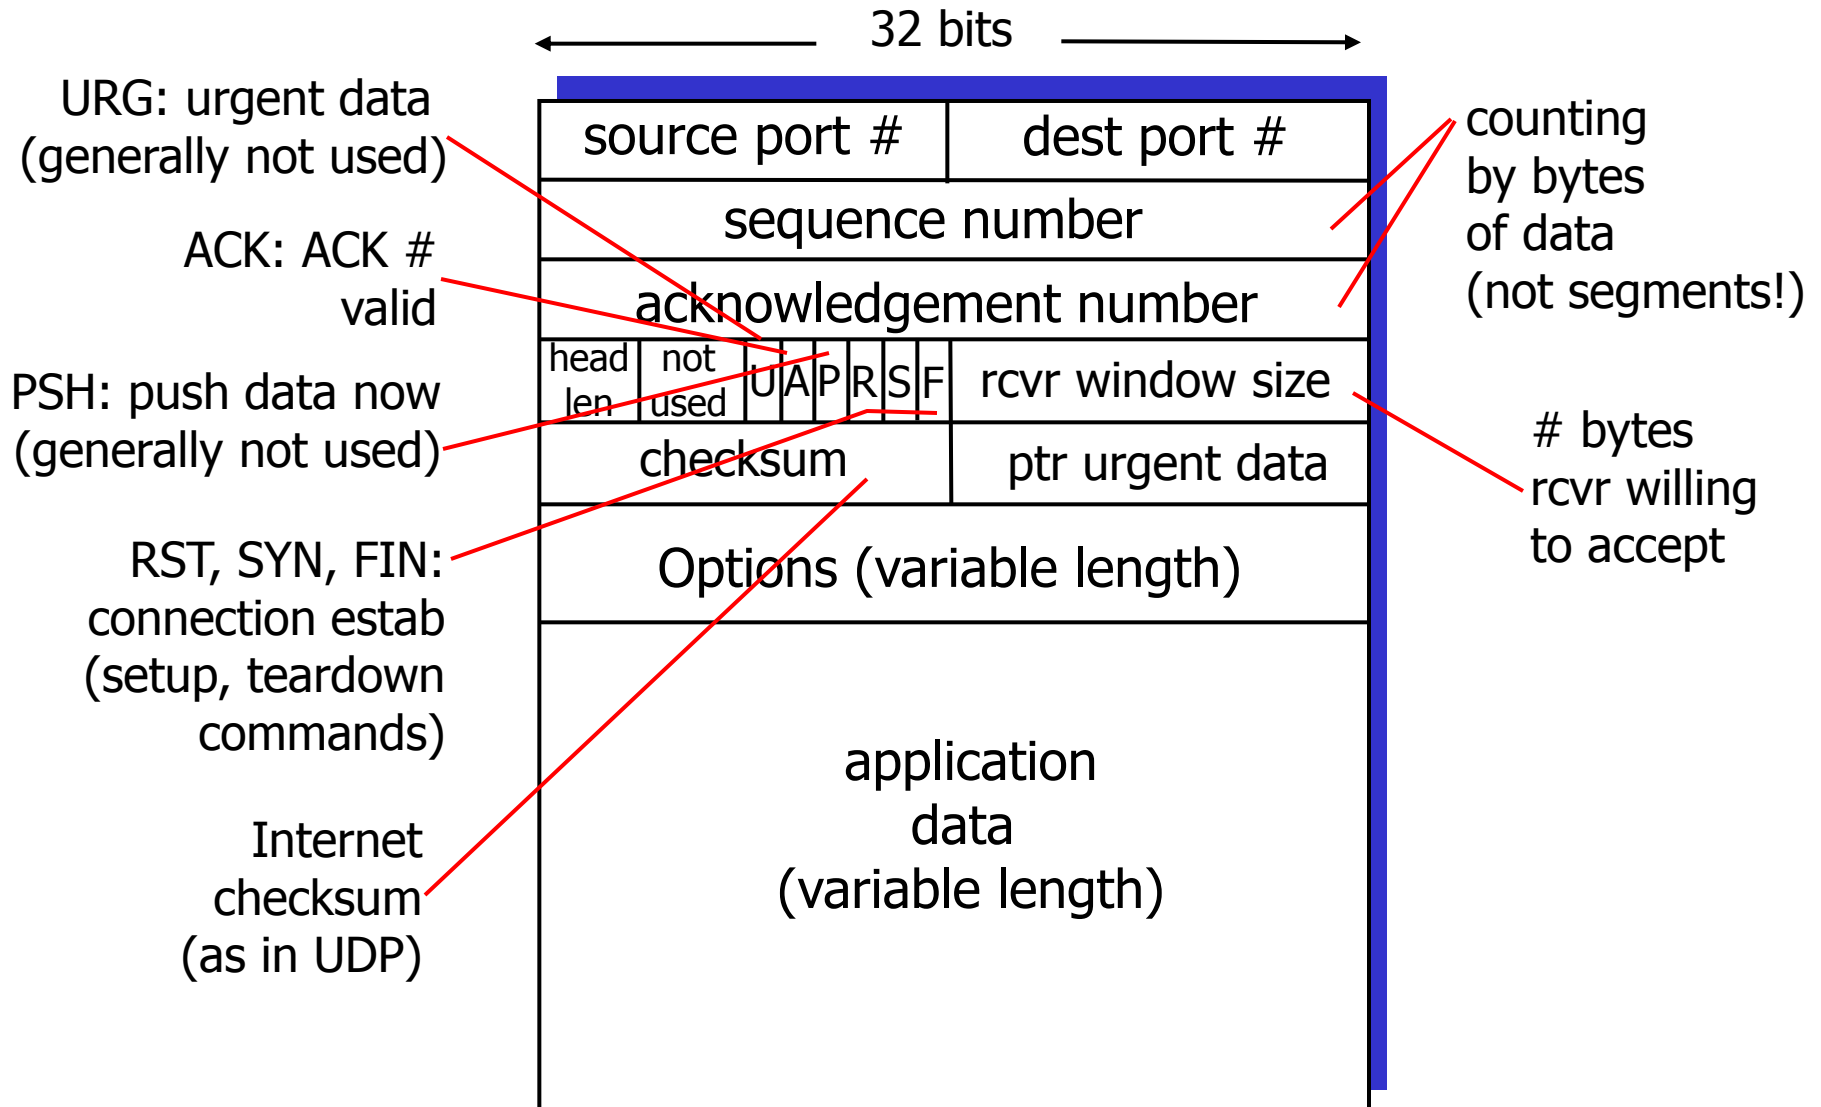 32 bits
URG: urgent data
(generally not used)
ACK: ACK #
valid
PSH: push data now
(generally not used)
RST, SYN, FIN:
connection estab
(setup, teardown
commands)
Internet
checksum
(as in UDP)
source port #
dest port #
sequence number
acknowledgement number
head
len
not
used
U A P R S F
rcvr window size
checksum
ptr urgent data
Options (variable length)
application
data
(variable length)
counting
by bytes
of data
(not segments!)
# bytes
rcvr willing
to accept